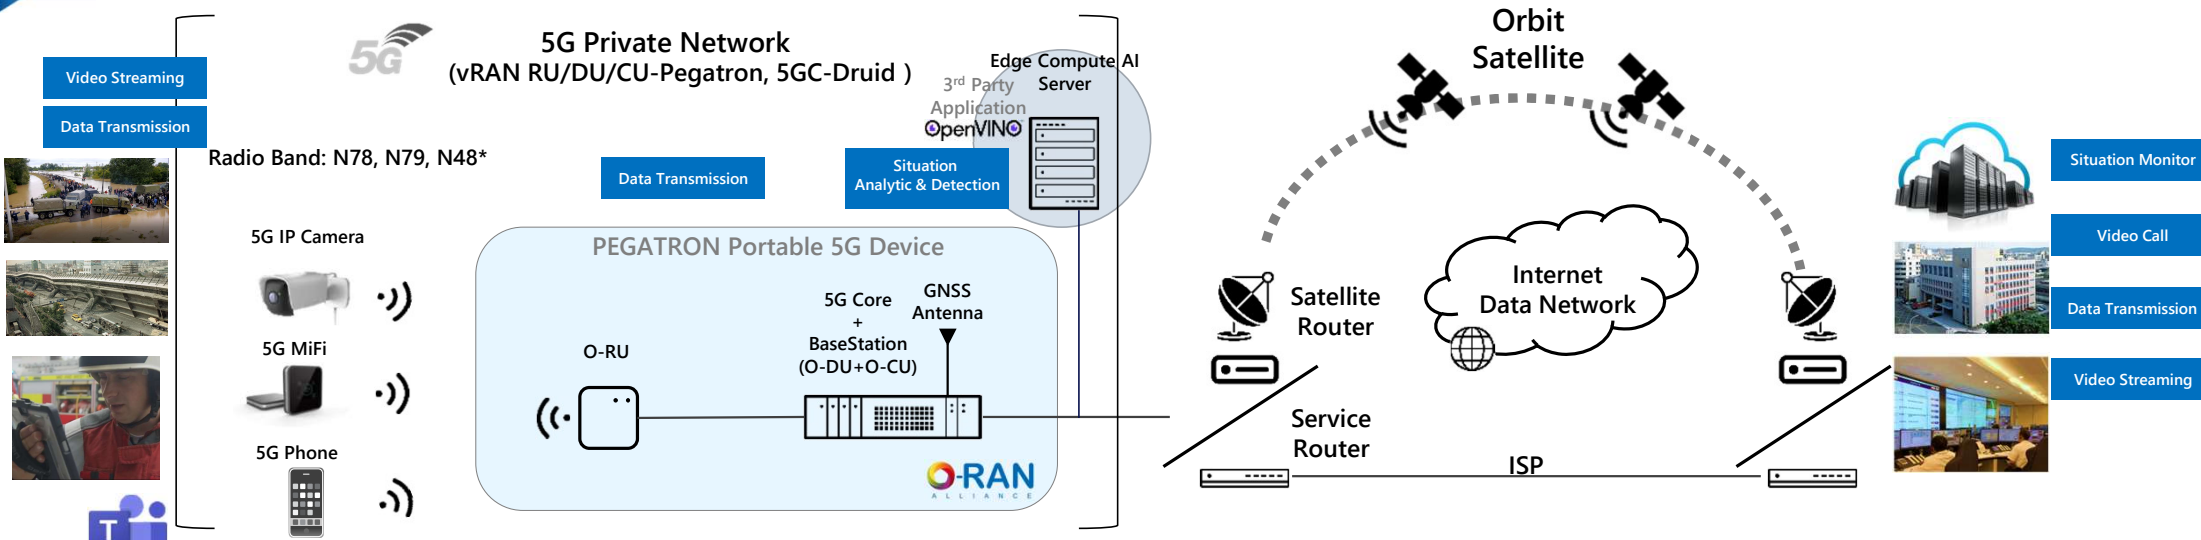 5G
5G Private Network
(vRAN RU/DU/CU-Pegatron, 5GC-Druid )
Video Streaming
Data Transmission
Radio Band: N78, N79, N48*
Data Transmission
Edge Compute AI
Server
3rd Party
Application
OpenVINO
Situation
Analytic & Detection
5G IP Camera
5G MiFi
5G Phone
T
PEGATRON Portable 5G Device
O-RU
5G Core
+
BaseStation
(O-DU+O-CU)
GNSS
Antenna
O-RAN
ALLIANCE
Orbit
Satellite
Satellite
Router
Internet
Data Network
Service
Router
ISP
Situation Monitor
Video Call
Data Transmission
Video Streaming